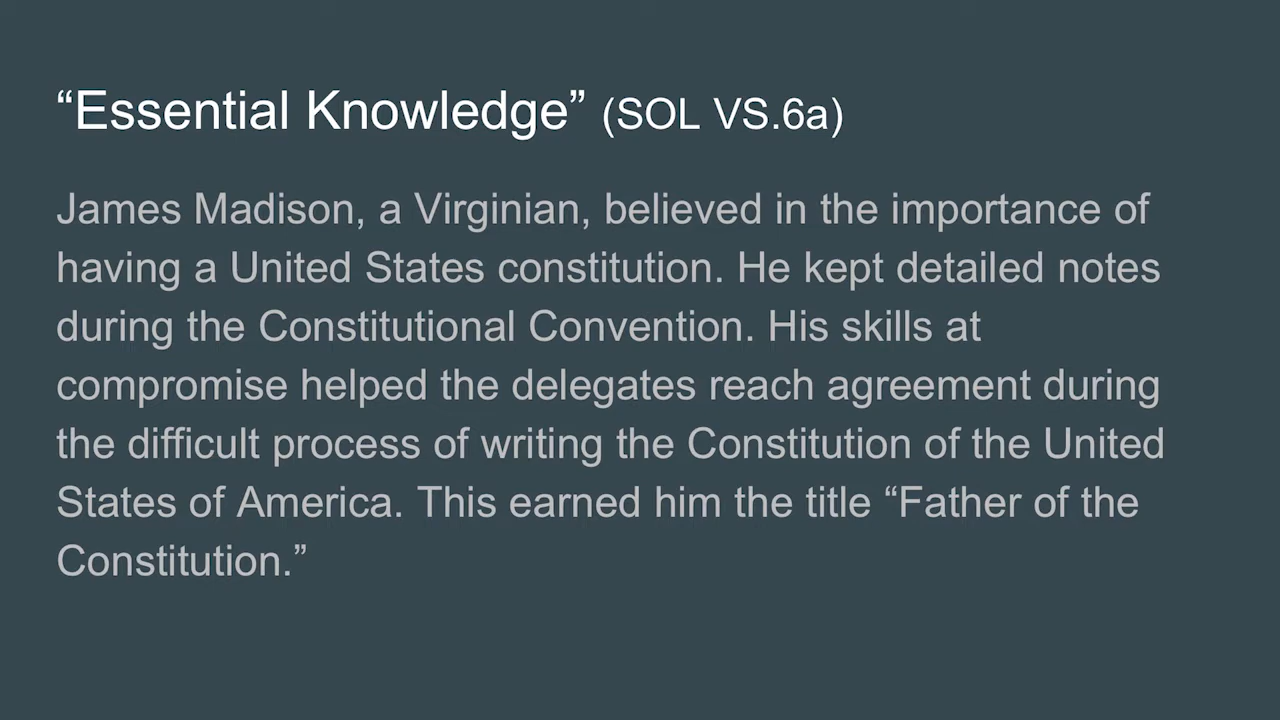 “Essential Knowledge” (SOL VS.6a)
James Madison, a Virginian, believed in the importance of
having a United States constitution. He kept detailed notes
during the Constitutional Convention. His skills at
compromise helped the delegates reach agreement during
the difficult process of writing the Constitution of the United
States of America. This earned him the title “Father of the
Constitution.”